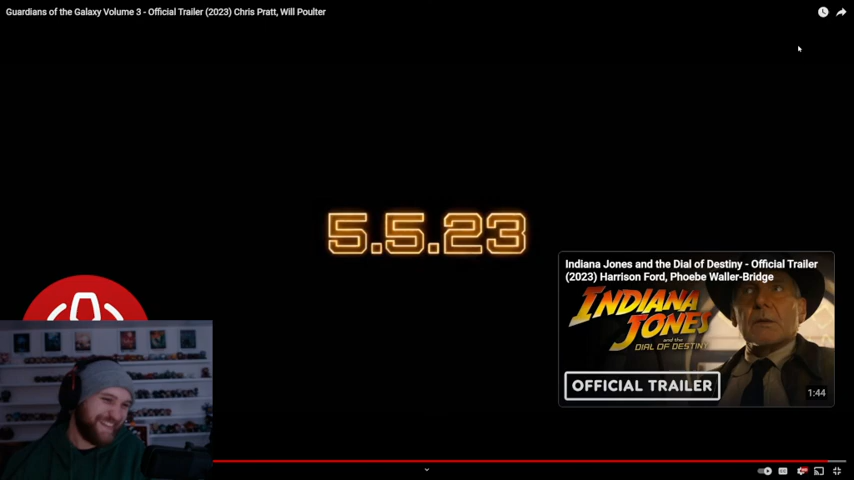 Guardians of the Galaxy Volume 3 - Official Trailer (2023) Chris Pratt, Will Poulter
5.5.23
Indiana Jones and the Dial of Destiny - Official Trailer
(2023) Harrison Ford, Phoebe Waller-Bridge
INDIANA
JONES
and the
DIAL OF DESTINY
OFFICIAL TRAILER
1:44